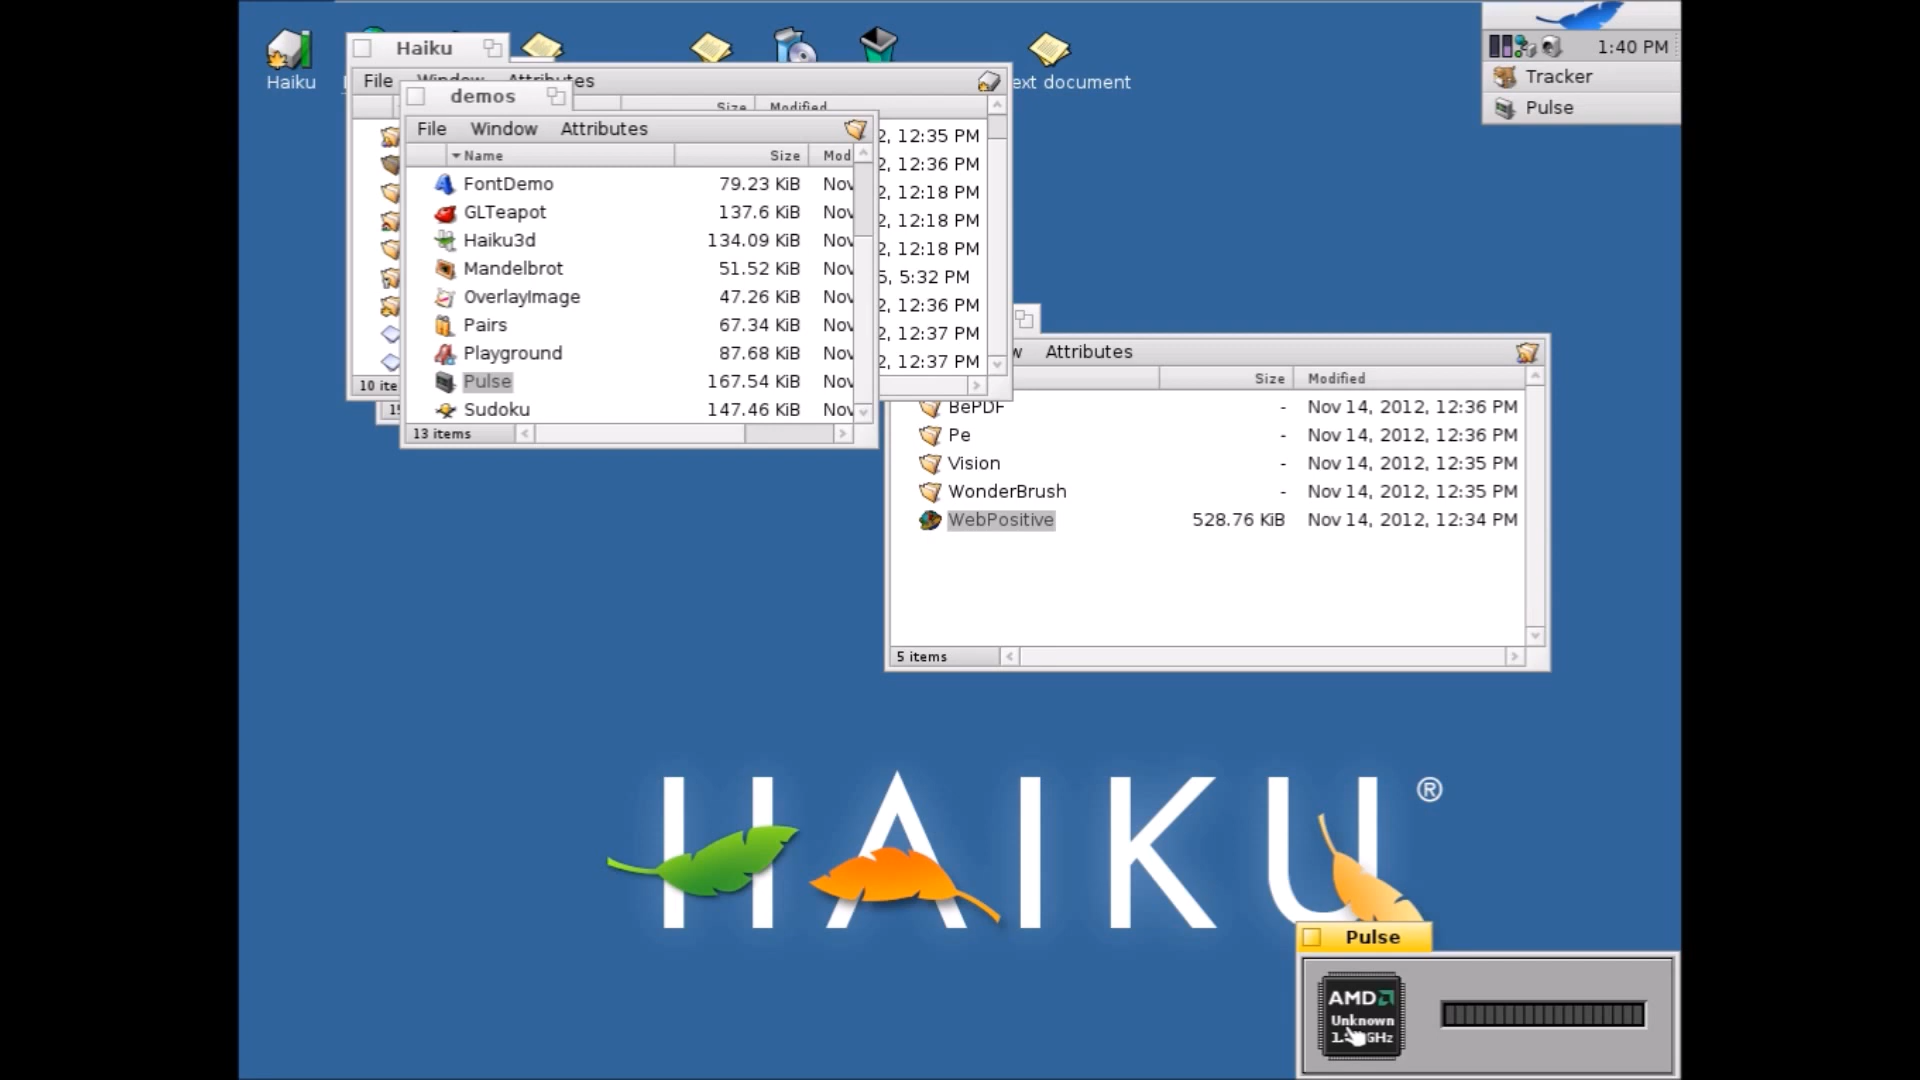 Haiku
ext document
1:40 PM
Tracker
Pulse
Haiku
File Window Attributes
Size Modified
2, 12:35 PM
2, 12:36 PM
2, 12:18 PM
2, 12:18 PM
2, 12:18 PM
5, 5:32 PM
2, 12:36 PM
2, 12:37 PM
2, 12:37 PM
10 ite
15
demos
File Window Attributes
Name Size Mod
FontDemo 79.23 KiB Nov
GLTeapot 137.6 KiB Nov
Haiku3d 134.09 KiB Nov
Mandelbrot 51.52 KiB Nov
OverlayImage 47.26 KiB Nov
Pairs 67.34 KiB Nov
Playground 87.68 KiB Nov
Pulse 167.54 KiB Nov
Sudoku 147.46 KiB Nov
13 items
w Attributes
Size Modified
BePDF - Nov 14, 2012, 12:36 PM
Pe - Nov 14, 2012, 12:36 PM
Vision - Nov 14, 2012, 12:35 PM
WonderBrush - Nov 14, 2012, 12:35 PM
WebPositive 528.76 KiB Nov 14, 2012, 12:34 PM
5 items
HAIKU®
Pulse
AMD
Unknown
GHz